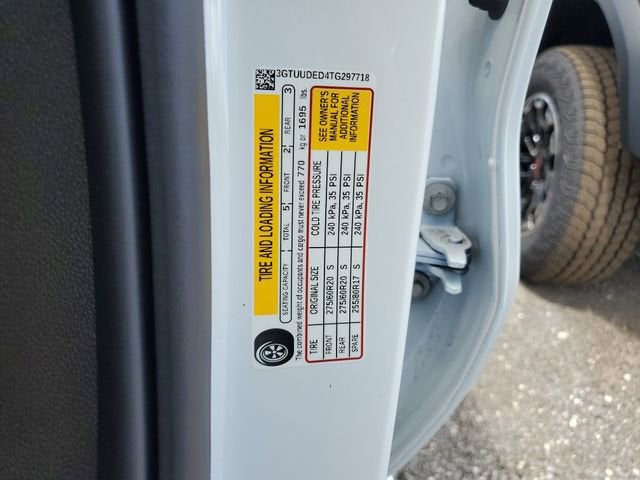 3GTUUDED4TG297718
TIRE AND LOADING INFORMATION
SEATING CAPACITY TOTAL 5 FRONT 2 REAR 3
The combined weight of occupants and cargo must never exceed 770 kg or 1695 lbs.
TIRE ORIGINAL SIZE COLD TIRE PRESSURE
FRONT 275/60R20 S 240 kPa, 35 PSI
REAR 275/60R20 S 240 kPa, 35 PSI
SPARE 255/80R17 S 240 kPa, 35 PSI
SEE OWNER'S
MANUAL FOR
ADDITIONAL
INFORMATION